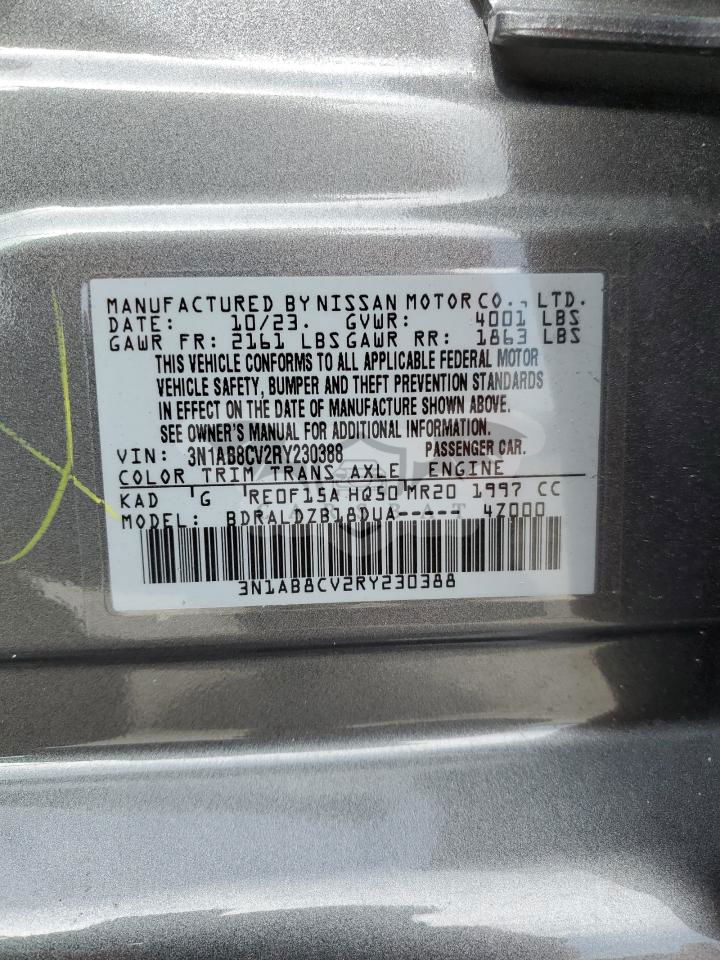 MANUFACTURED BY NISSAN MOTOR CO., LTD.
DATE: 10/23. GVWR: 4001 LBS
GAWR FR: 2161 LBS GAWR RR: 1863 LBS
THIS VEHICLE CONFORMS TO ALL APPLICABLE FEDERAL MOTOR
VEHICLE SAFETY, BUMPER AND THEFT PREVENTION STANDARDS
IN EFFECT ON THE DATE OF MANUFACTURE SHOWN ABOVE.
SEE OWNER'S MANUAL FOR ADDITIONAL INFORMATION.
VIN: 3N1AB8CV2RY230388 PASSENGER CAR.
COLOR TRIM TRANS AXLE ENGINE
KAD G RE0F15A HQ50 MR20 1997 CC
MODEL: BDRALDZB18DUA----- 4Z000
3N1AB8CV2RY230388